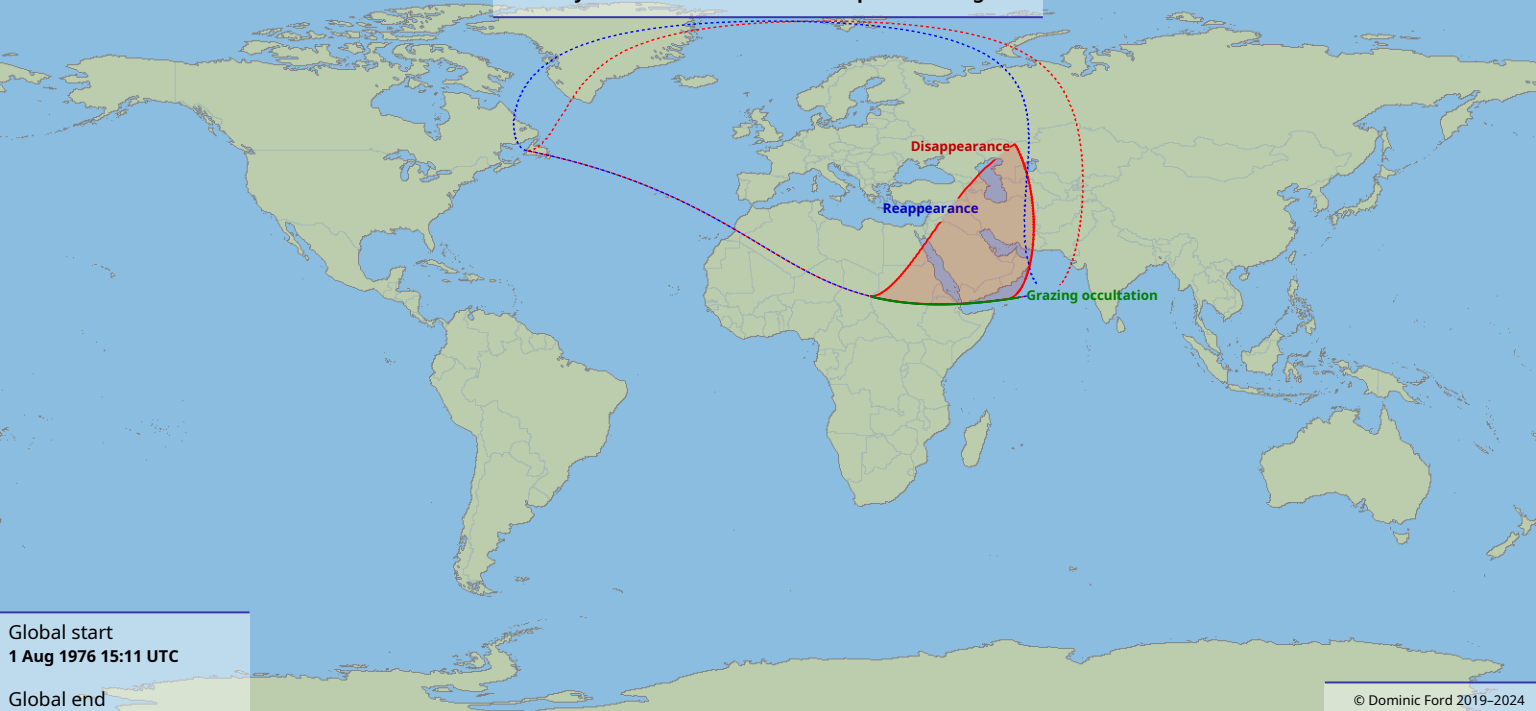 Disappearance
Reappearance
Grazing occultation
Global start
1 Aug 1976 15:11 UTC
Global end
© Dominic Ford 2019–2024